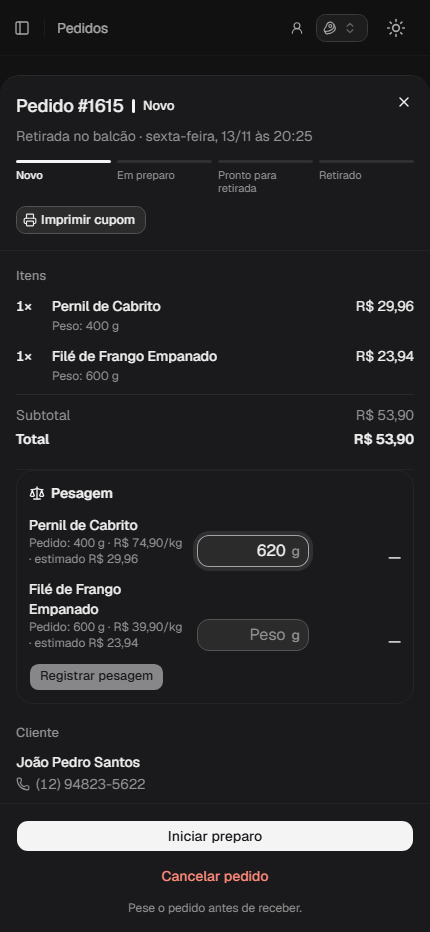 Pedidos
Pedido #1615 Novo
Retirada no balcão · sexta-feira, 13/11 às 20:25
Novo Em preparo Pronto para retirada Retirado
Imprimir cupom
Itens
1× Pernil de Cabrito R$ 29,96
Peso: 400 g
1× Filé de Frango Empanado R$ 23,94
Peso: 600 g
Subtotal R$ 53,90
Total R$ 53,90
Pesagem
Pernil de Cabrito
Pedido: 400 g · R$ 74,90/kg
· estimado R$ 29,96
620 g —
Filé de Frango
Empanado
Pedido: 600 g · R$ 39,90/kg
· estimado R$ 23,94
Peso g —
Registrar pesagem
Cliente
João Pedro Santos
(12) 94823-5622
Iniciar preparo
Cancelar pedido
Pese o pedido antes de receber.